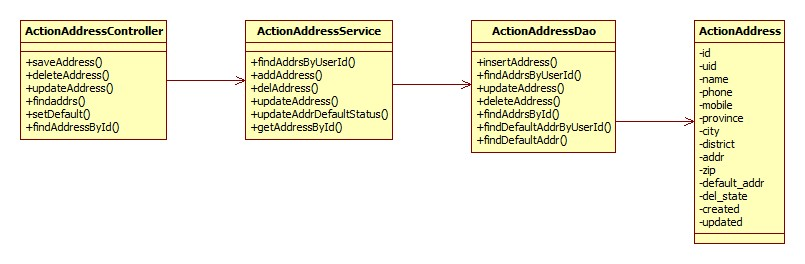 ActionAddressController
+saveAddress()
+deleteAddress()
+updateAddress()
+findaddrs()
+setDefault()
+findAddressById()
ActionAddressService
+findAddrsByUserId()
+addAddress()
+delAddress()
+updateAddress()
+updateAddrDefaultStatus()
+getAddressById()
ActionAddressDao
+insertAddress()
+findAddrsByUserId()
+updateAddress()
+deleteAddress()
+findAddrsById()
+findDefaultAddrByUserId()
+findDefaultAddr()
ActionAddress
-id
-uid
-name
-phone
-mobile
-province
-city
-district
-addr
-zip
-default_addr
-del_state
-created
-updated